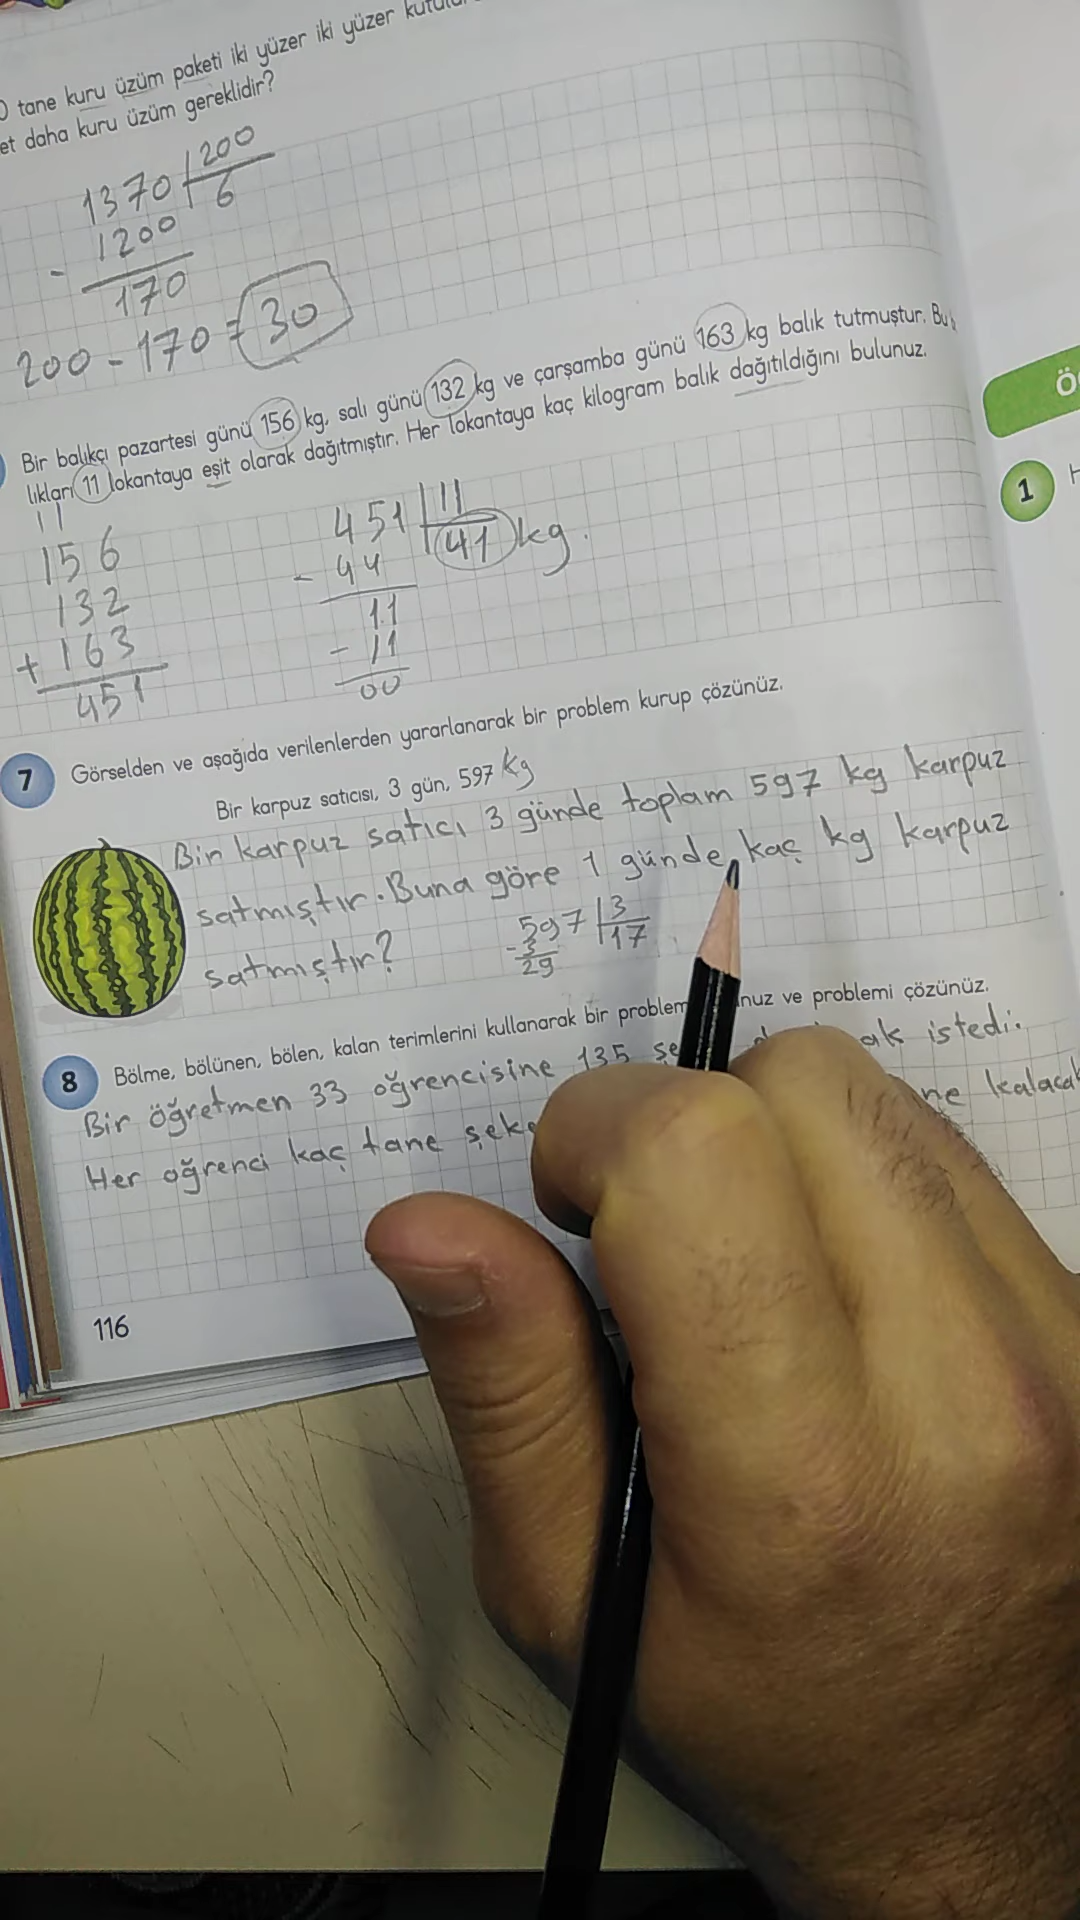 tane kuru üzüm paketi iki yüzer iki yüzer
daha kuru üzüm gereklidir?
1370 200
- 1200 6
170
200 - 170 = 30
Bir balıkçı pazartesi günü 156 kg, salı günü 132 kg ve çarşamba günü 163 kg balık tutmuştur. Bu
lıkları 11 lokantaya eşit olarak dağıtmıştır. Her lokantaya kaç kilogram balık dağıtıldığını bulunuz.
11
156
132
+ 163
451
451 11
- 44 41 kg.
11
- 11
00
7 Görselden ve aşağıda verilenlerden yararlanarak bir problem kurup çözünüz.
Bir karpuz satıcısı, 3 gün, 597 kg
Bir karpuz satıcı 3 günde toplam 597 kg karpuz
satmıştır. Buna göre 1 günde kaç kg karpuz
satmıştır?
597 3
- 3 17
29
8 Bölme, bölünen, bölen, kalan terimlerini kullanarak bir problem ve problemi çözünüz.
Bir öğretmen 33 öğrencisine 135 istedi.
Her oğrenci kaç tane kalacak
116
1